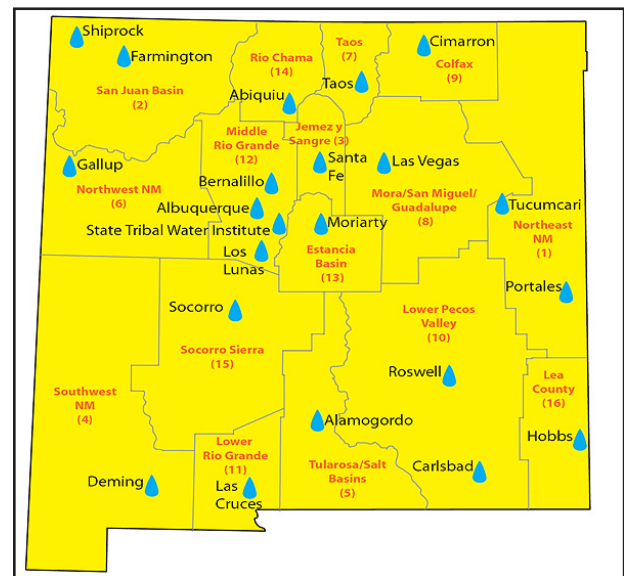 Shiprock
Farmington
San Juan Basin
(2)
Rio Chama
(14)
Abiquiu
Taos
(7)
Taos
Cimarron
Colfax
(9)
Gallup
Northwest NM
(6)
Middle
Rio Grande
(12)
Bernalillo
Albuquerque
State Tribal Water Institute
Los
Lunas
Jemez y
Sangre (3)
Santa
Fe
Las Vegas
Mora/San Miguel/
Guadalupe
(8)
Moriarty
Estancia
Basin
(13)
Tucumcari
Northeast
NM
(1)
Portales
Socorro
Socorro Sierra
(15)
Lower Pecos
Valley
(10)
Roswell
Lea
County
(16)
Hobbs
Southwest
NM
(4)
Deming
Lower
Rio Grande
(11)
Las
Cruces
Alamogordo
Tularosa/Salt
Basins
(5)
Carlsbad